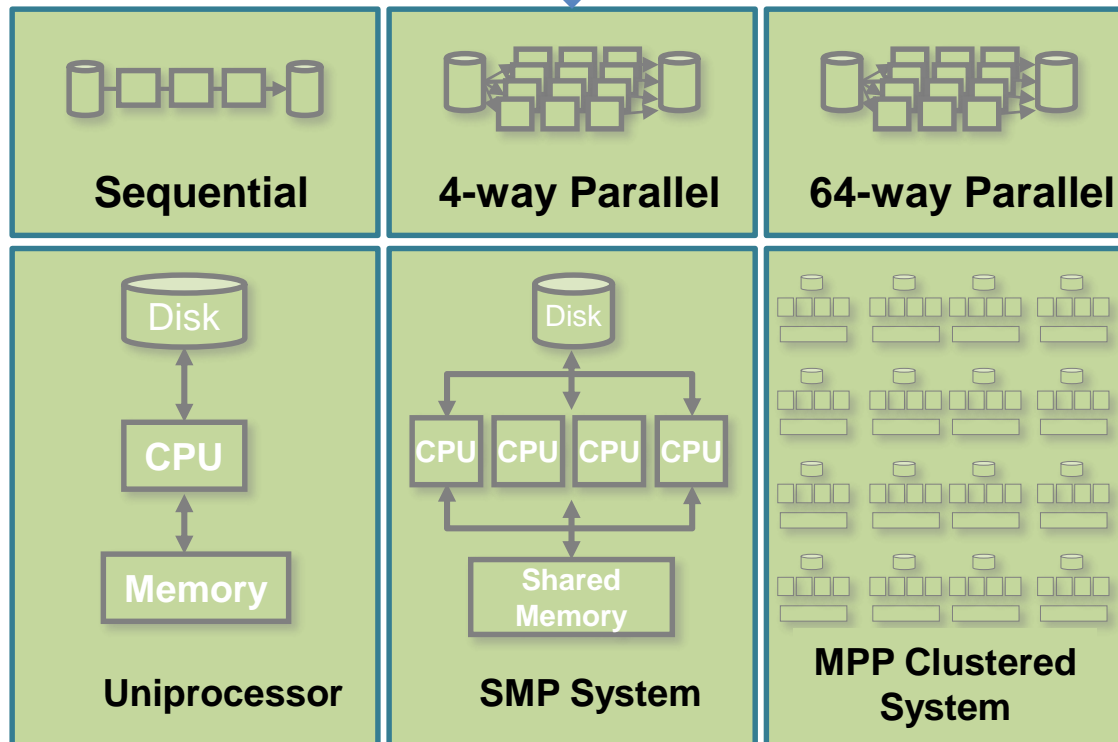 Sequential
4-way Parallel
64-way Parallel
Disk
CPU
Memory
Uniprocessor
Disk
CPU CPU CPU CPU
Shared
Memory
SMP System
MPP Clustered
System